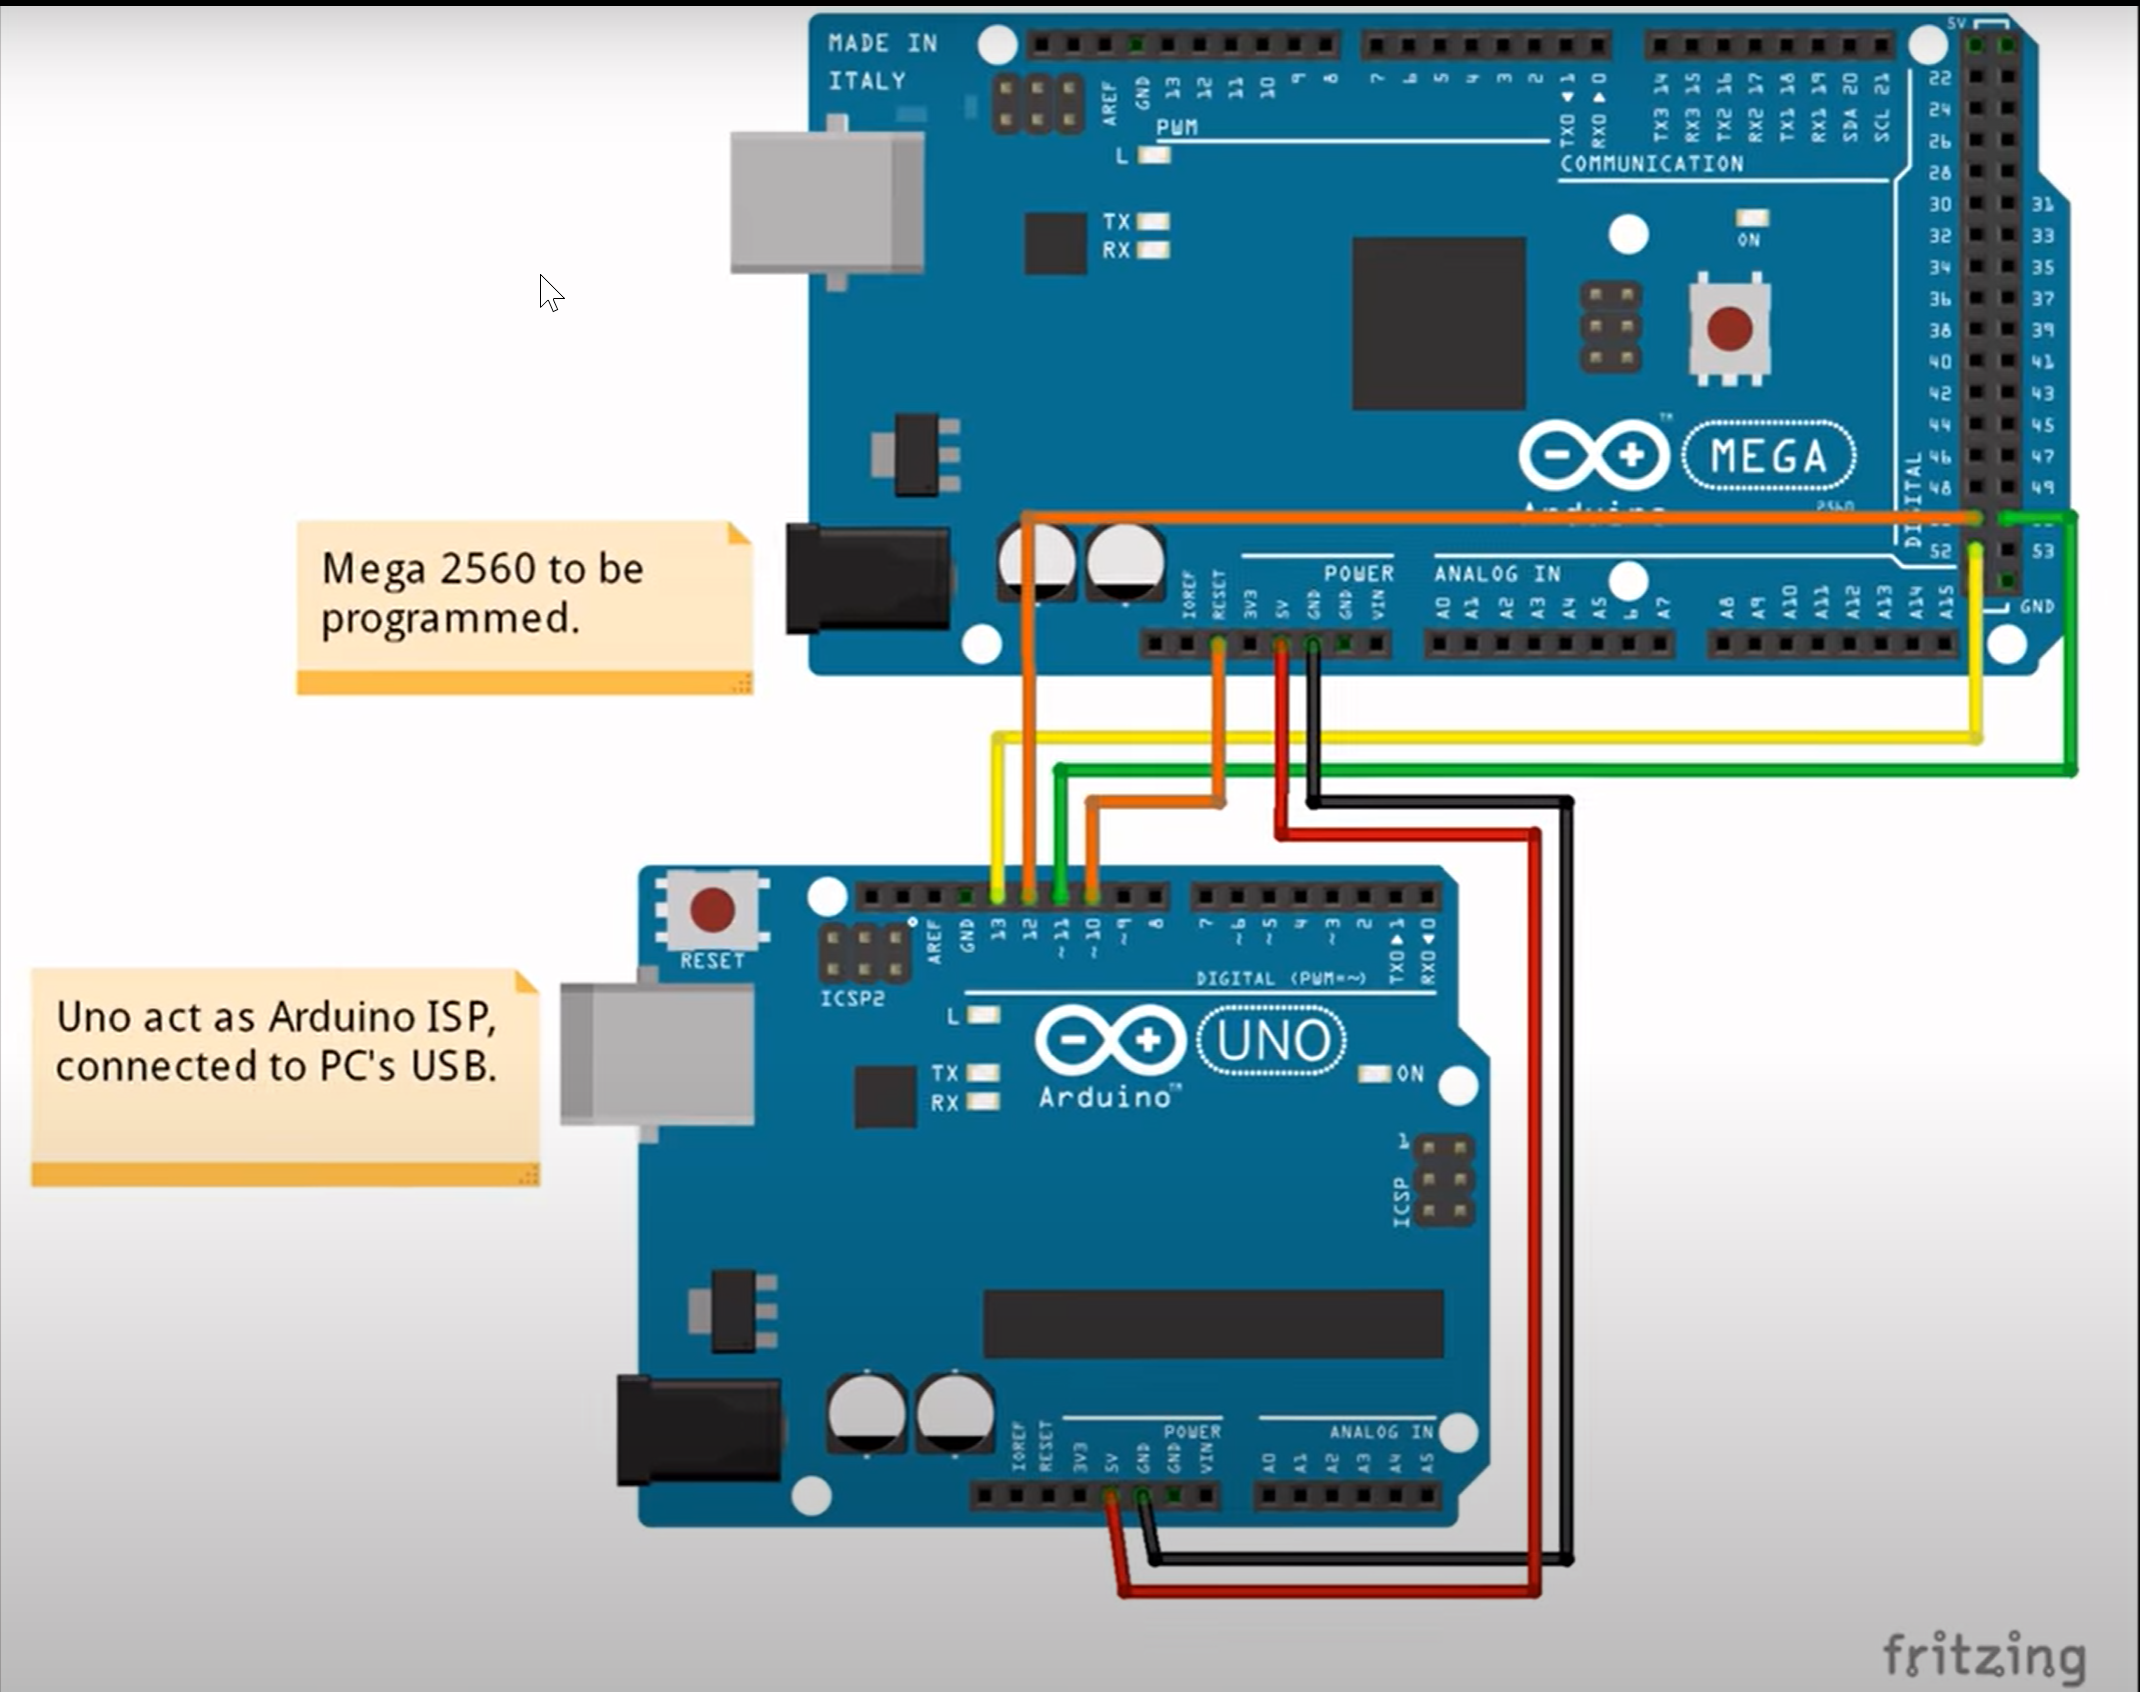 MADE IN
ITALY
AREF
GND
13
12
11
10
9
8
7
6
5
4
3
2
TX0 ◀ 1
RX0 ▶ 0
TX3 14
RX3 15
TX2 16
RX2 17
TX1 18
RX1 19
SDA 20
SCL 21
5V
PWM
COMMUNICATION
L
TX
RX
ON
22
24
26
28
30 31
32 33
34 35
36 37
38 39
40 41
42 43
44 45
46 47
48 49
52 53
DIGITAL
GND
MEGA
™
Arduino
2560
POWER
ANALOG IN
IOREF
RESET
3V3
5V
GND
GND
VIN
A0
A1
A2
A3
A4
A5
6
A7
A8
A9
A10
A11
A12
A13
A14
A15
Mega 2560 to be
programmed.
RESET
ICSP2
AREF
GND
13
12
~11
~10
~9
8
7
~6
~5
4
~3
2
TX0▶1
RX0◀0
DIGITAL (PWM=~)
L
TX
RX
UNO
Arduino™
ON
1
ICSP
Uno act as Arduino ISP,
connected to PC's USB.
POWER
ANALOG IN
IOREF
RESET
3V3
5V
GND
GND
VIN
A0
A1
A2
A3
A4
A5
fritzing